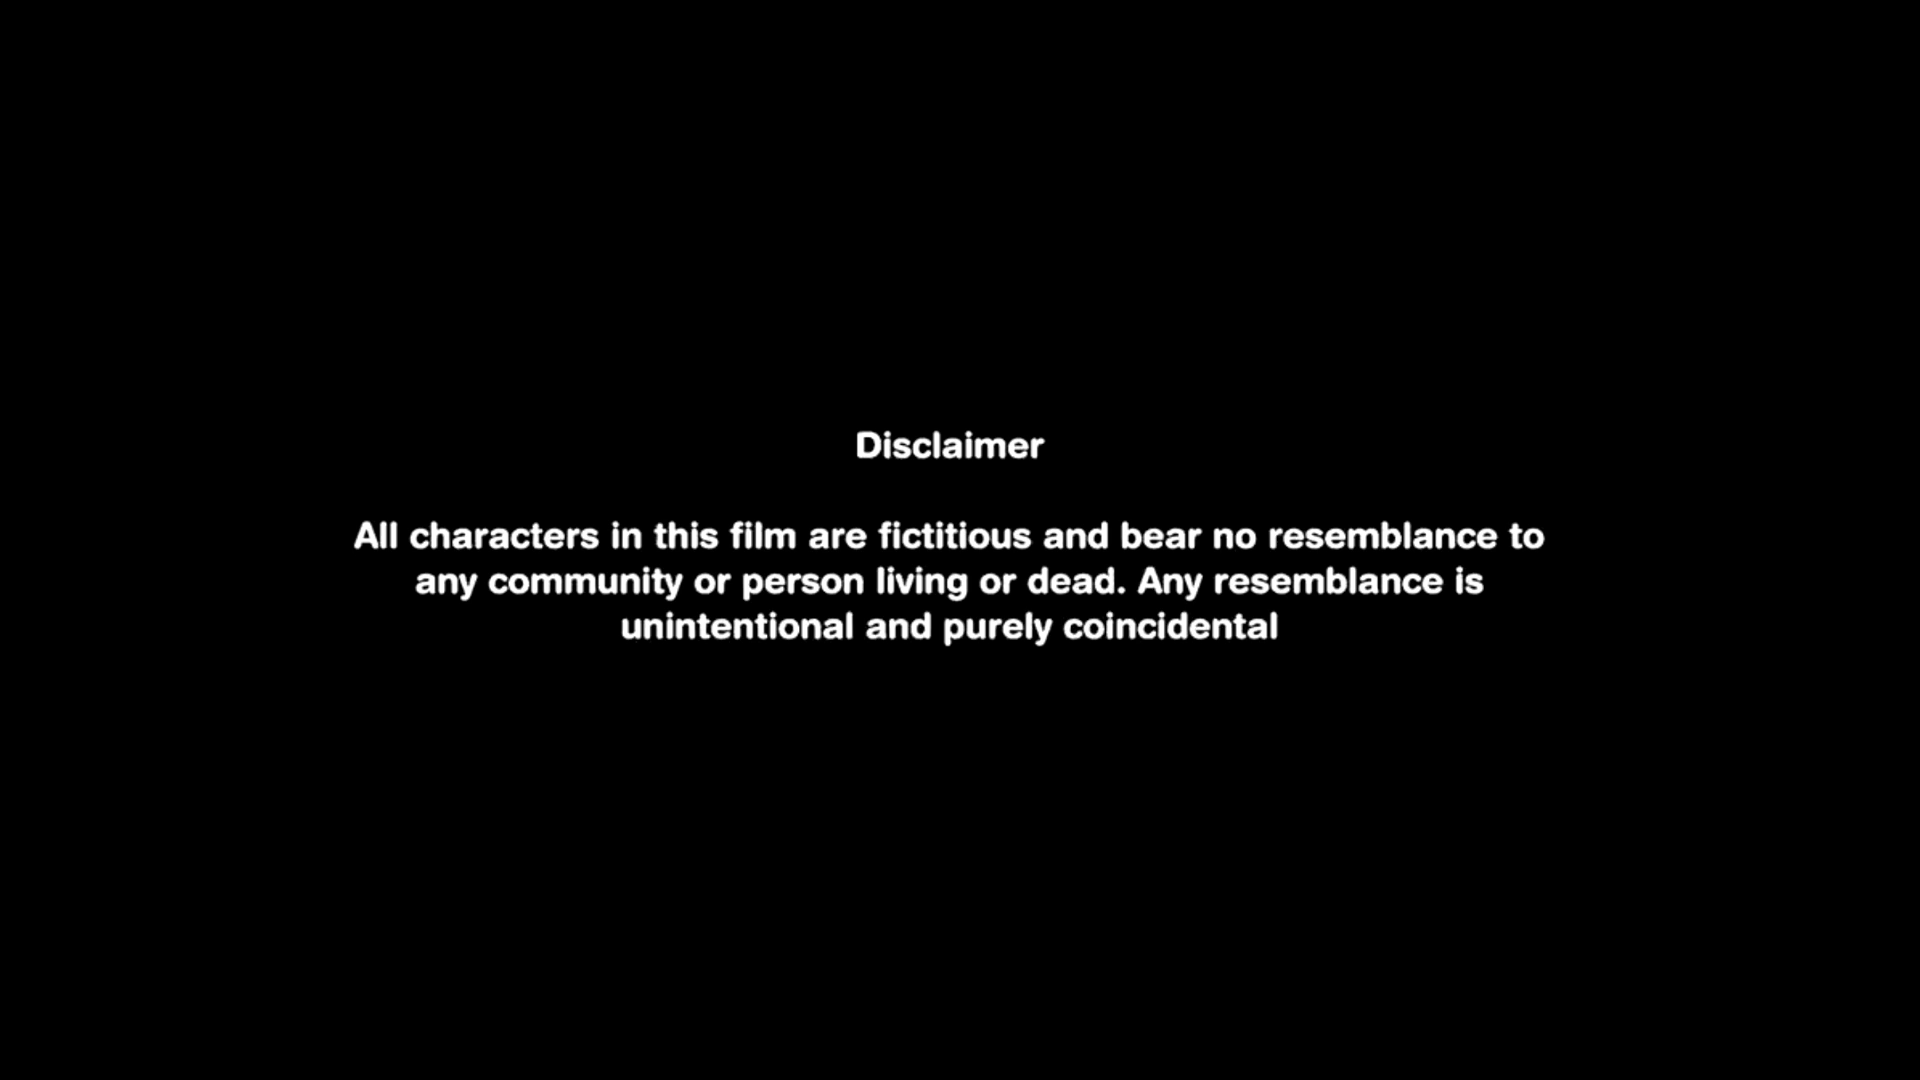 Disclaimer
All characters in this film are fictitious and bear no resemblance to
any community or person living or dead. Any resemblance is
unintentional and purely coincidental